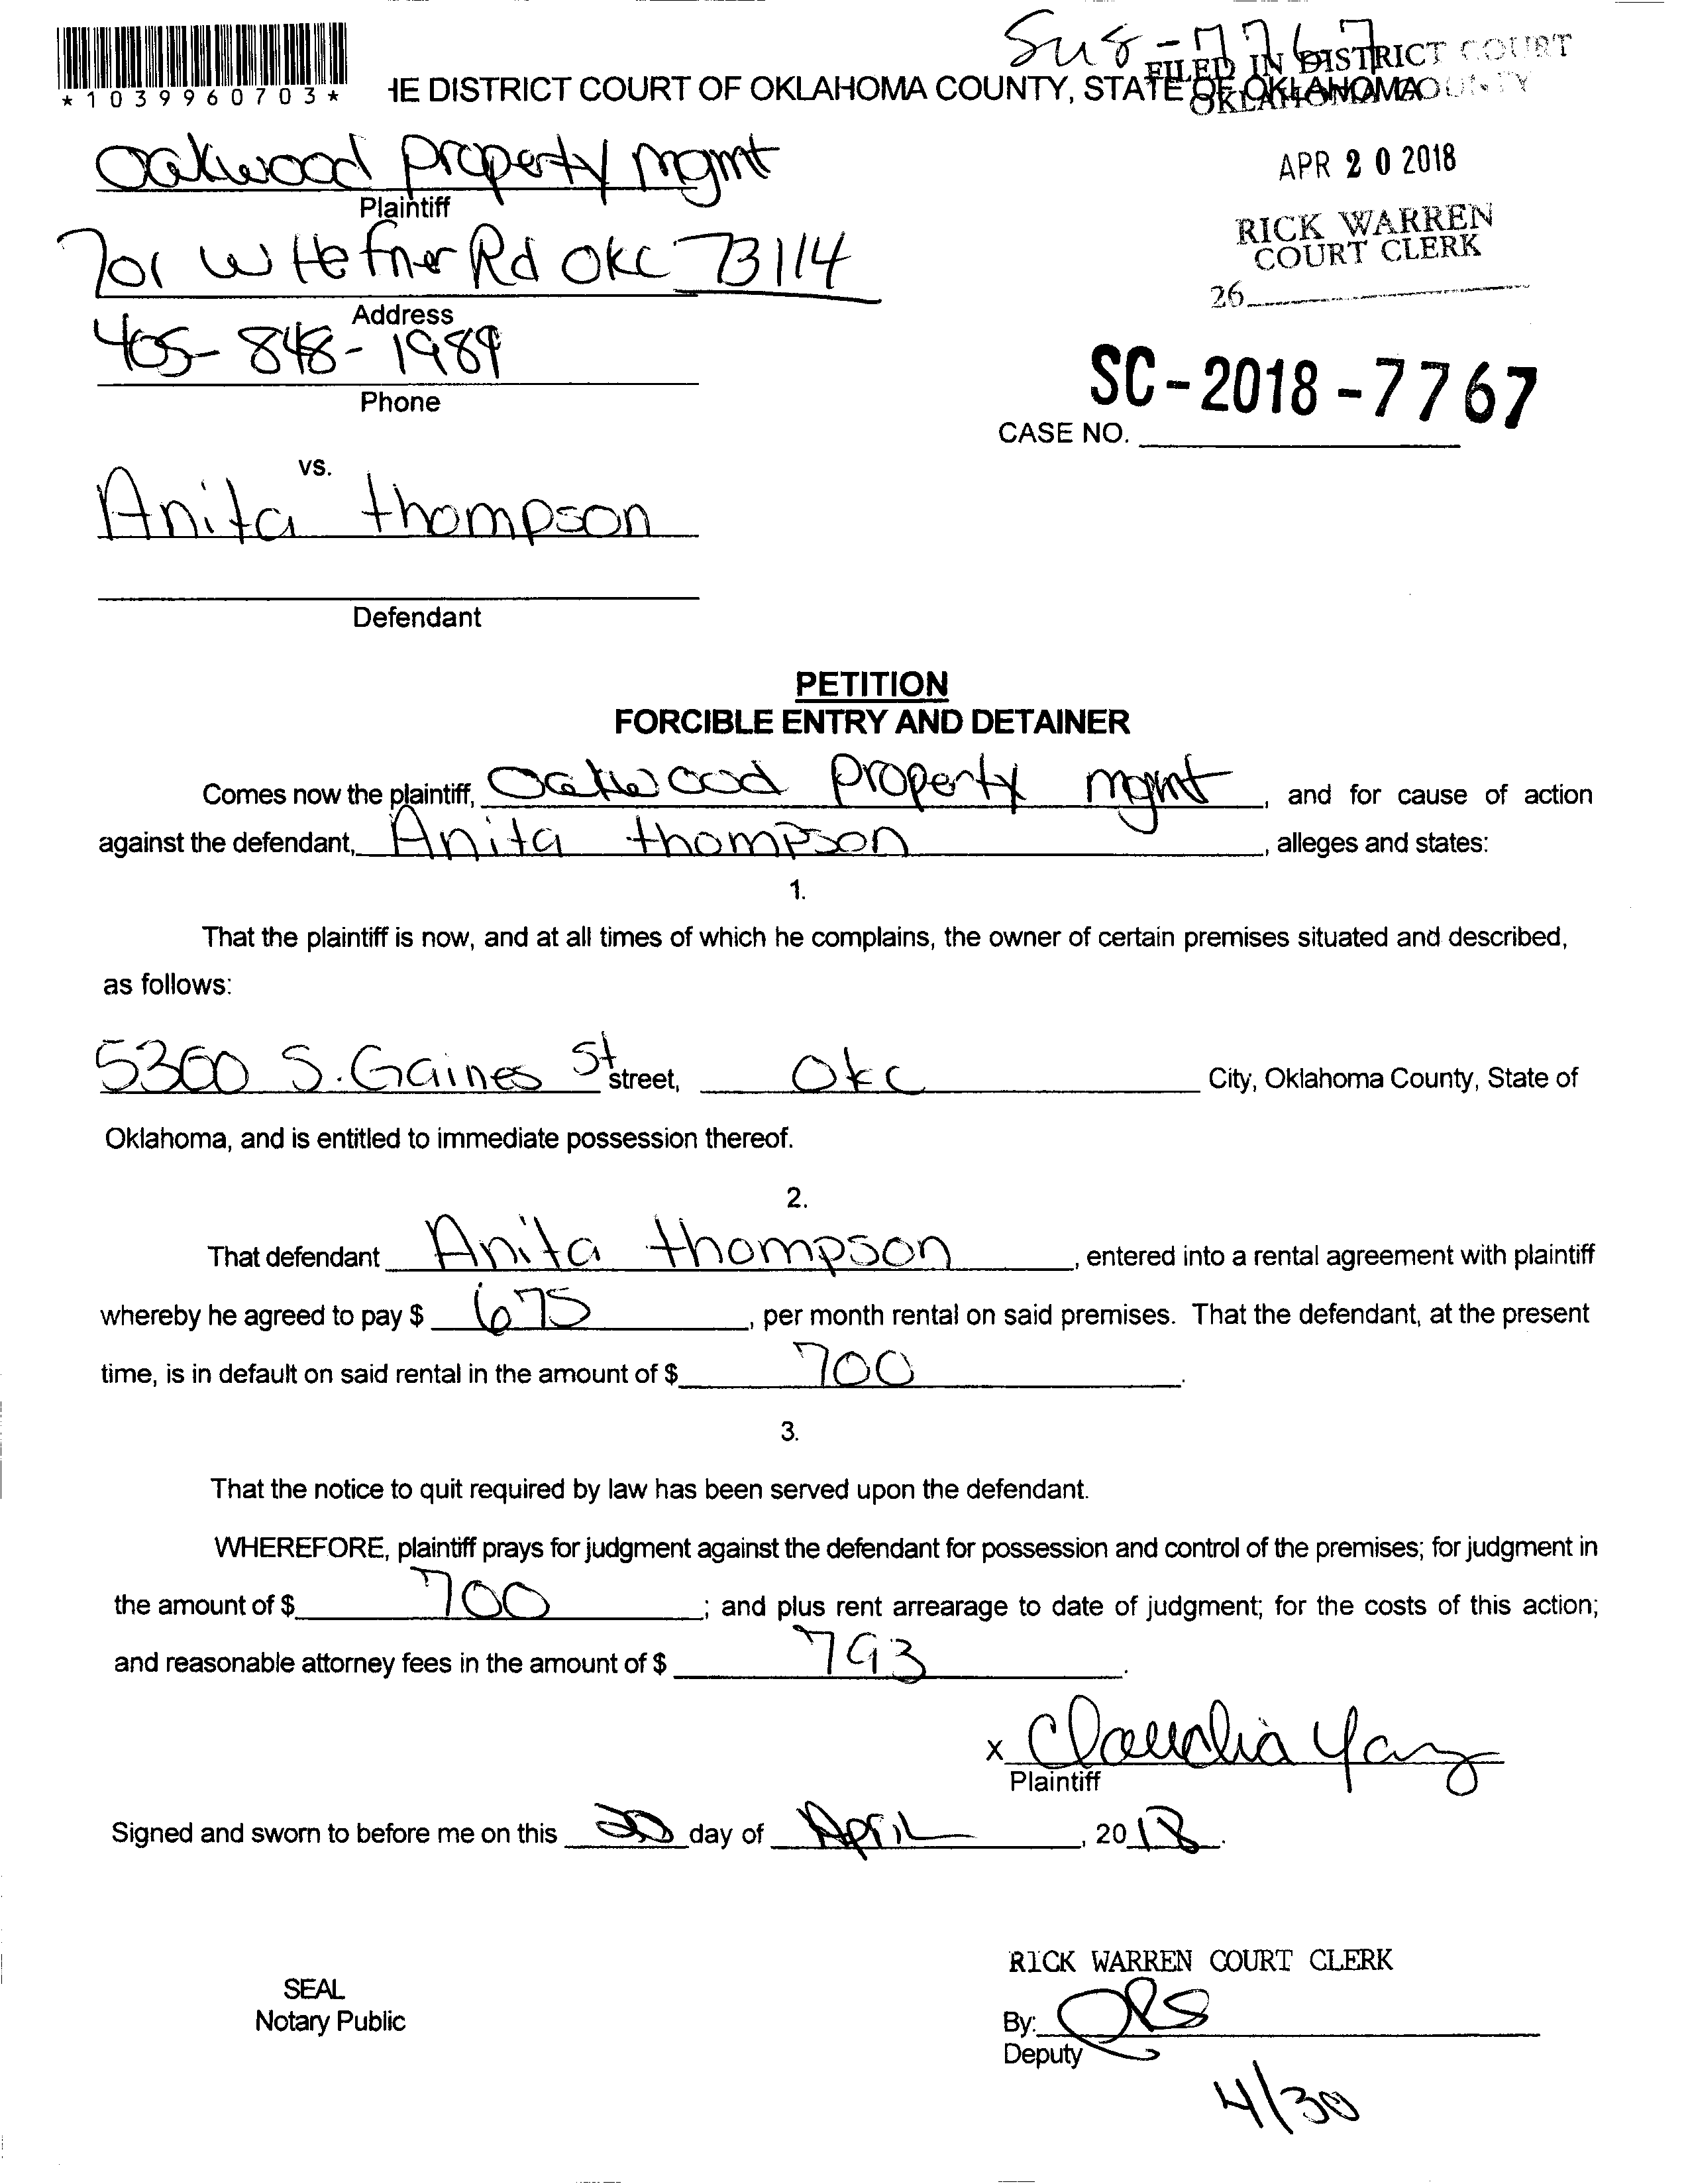 *1039960703*
HE DISTRICT COURT OF OKLAHOMA COUNTY, STATE OF OKLAHOMA
FILED IN DISTRICT COURT
OKLAHOMA COUNTY
Oakwood property mgmt
Plaintiff
APR 20 2018
RICK WARREN
COURT CLERK
26
701 W Hefner Rd OKC 73114
Address
405-848-1989
Phone
SC-2018-7767
CASE NO.
vs.
Anita thompson
Defendant
PETITION
FORCIBLE ENTRY AND DETAINER
Comes now the plaintiff, Oakwood property mgmt, and for cause of action
against the defendant, Anita thompson, alleges and states:
1.
That the plaintiff is now, and at all times of which he complains, the owner of certain premises situated and described,
as follows:
5360 S. Gaines St street, OKC City, Oklahoma County, State of
Oklahoma, and is entitled to immediate possession thereof.
2.
That defendant Anita thompson, entered into a rental agreement with plaintiff
whereby he agreed to pay $ 675, per month rental on said premises. That the defendant, at the present
time, is in default on said rental in the amount of $ 700.
3.
That the notice to quit required by law has been served upon the defendant.
WHEREFORE, plaintiff prays for judgment against the defendant for possession and control of the premises; for judgment in
the amount of $ 700; and plus rent arrearage to date of judgment; for the costs of this action;
and reasonable attorney fees in the amount of $ 793.
x Claudia
Plaintiff
Signed and sworn to before me on this 20 day of April, 2018.
RICK WARREN COURT CLERK
SEAL
Notary Public
By:
Deputy
4/30